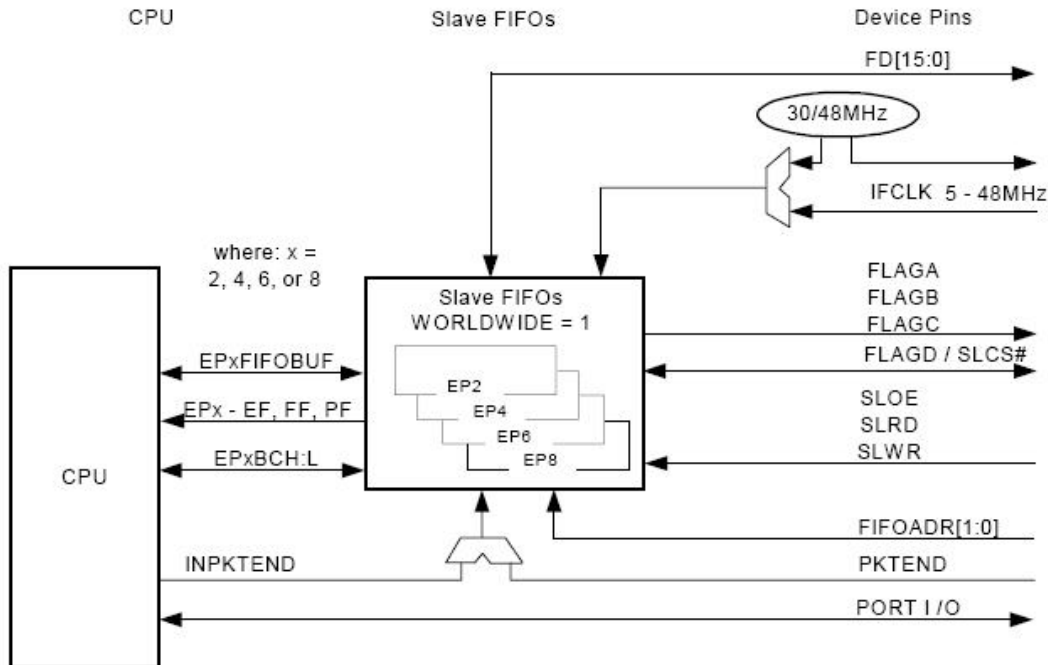 CPU Slave FIFOs Device Pins
FD[15:0]
30/48MHz
IFCLK 5 - 48MHz
where: x =
2, 4, 6, or 8
Slave FIFOs
WORLDWIDE = 1
EP2
EP4
EP6
EP8
FLAGA
FLAGB
FLAGC
FLAGD / SLCS#
SLOE
SLRD
SLWR
EPxFIFOBUF
EPx - EF, FF, PF
EPxBCH:L
CPU
FIFOADR[1:0]
INPKTEND
PKTEND
PORT I /O